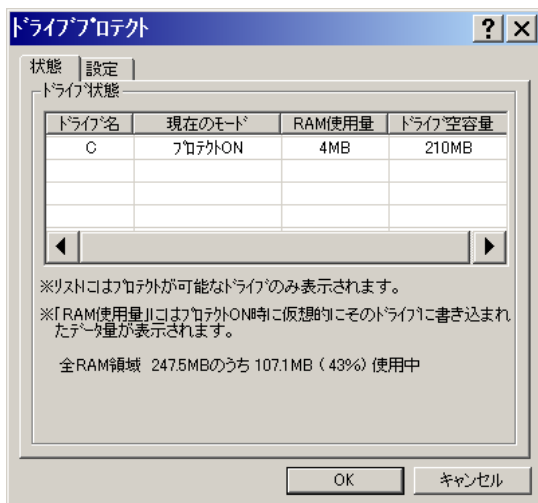 ﾄﾞﾗｲﾌﾞﾌﾟﾛﾃｸﾄ
状態 設定
ﾄﾞﾗｲﾌﾞ状態
ﾄﾞﾗｲﾌﾞ名 現在のﾓｰﾄﾞ RAM使用量 ﾄﾞﾗｲﾌﾞ空容量
C ﾌﾟﾛﾃｸﾄON 4MB 210MB
※ﾘｽﾄにはﾌﾟﾛﾃｸﾄが可能なﾄﾞﾗｲﾌﾞのみ表示されます。
※｢RAM使用量｣にはﾌﾟﾛﾃｸﾄON時に仮想的にそのﾄﾞﾗｲﾌﾞに書き込まれ
たﾃﾞｰﾀ量が表示されます。
全RAM領域 247.5MBのうち 107.1MB ( 43%) 使用中
OK ｷｬﾝｾﾙ